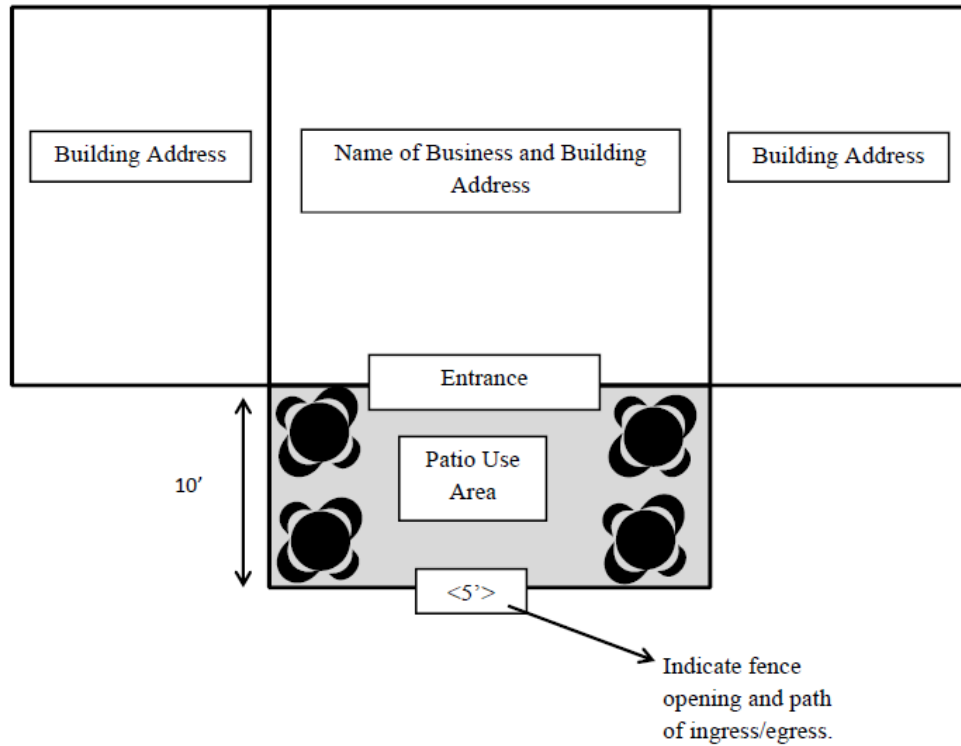 Building Address
Name of Business and Building
Address
Building Address
Entrance
10’
Patio Use
Area
<5’>
Indicate fence
opening and path
of ingress/egress.